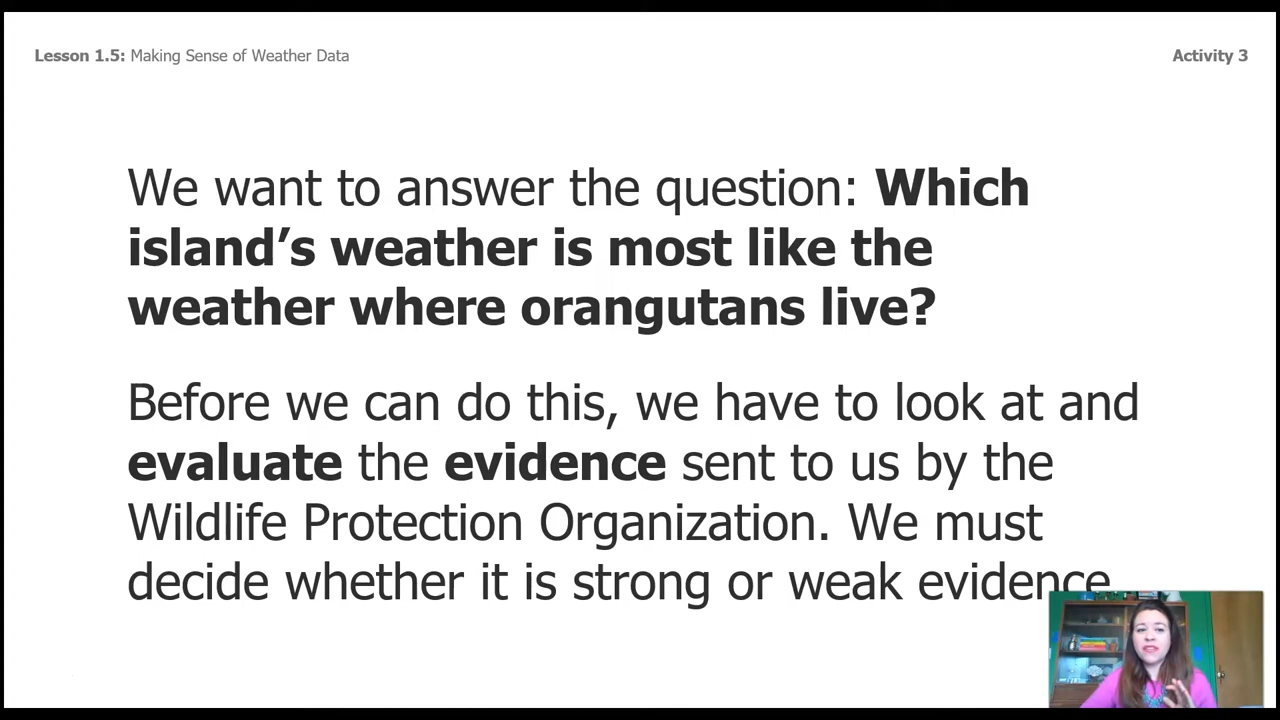 Lesson 1.5: Making Sense of Weather Data
Activity 3
We want to answer the question: Which
island’s weather is most like the
weather where orangutans live?
Before we can do this, we have to look at and
evaluate the evidence sent to us by the
Wildlife Protection Organization. We must
decide whether it is strong or weak evidence